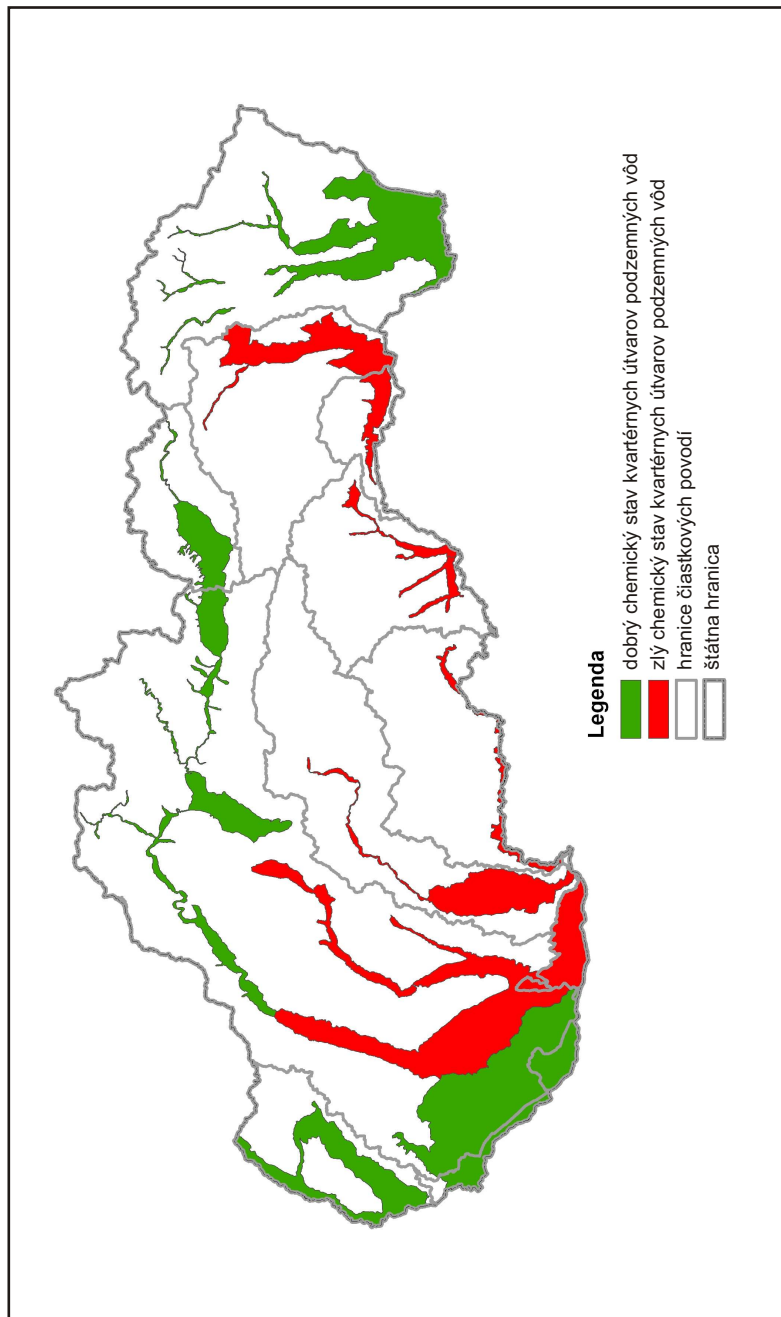 Legenda
dobrý chemický stav kvartérnych útvarov podzemných vôd
zlý chemický stav kvartérnych útvarov podzemných vôd
hranice čiastkových povodí
štátna hranica